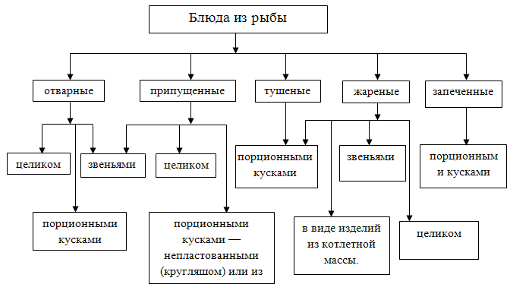 Блюда из рыбы
отварные
припущенные
тушеные
жареные
запеченные
целиком
звеньями
целиком
порционными
кусками
звеньями
порционным
и кусками
порционными
кусками
порционными
кусками —
непластованными
(кругляшом) или из
в виде изделий
из котлетной
массы.
целиком